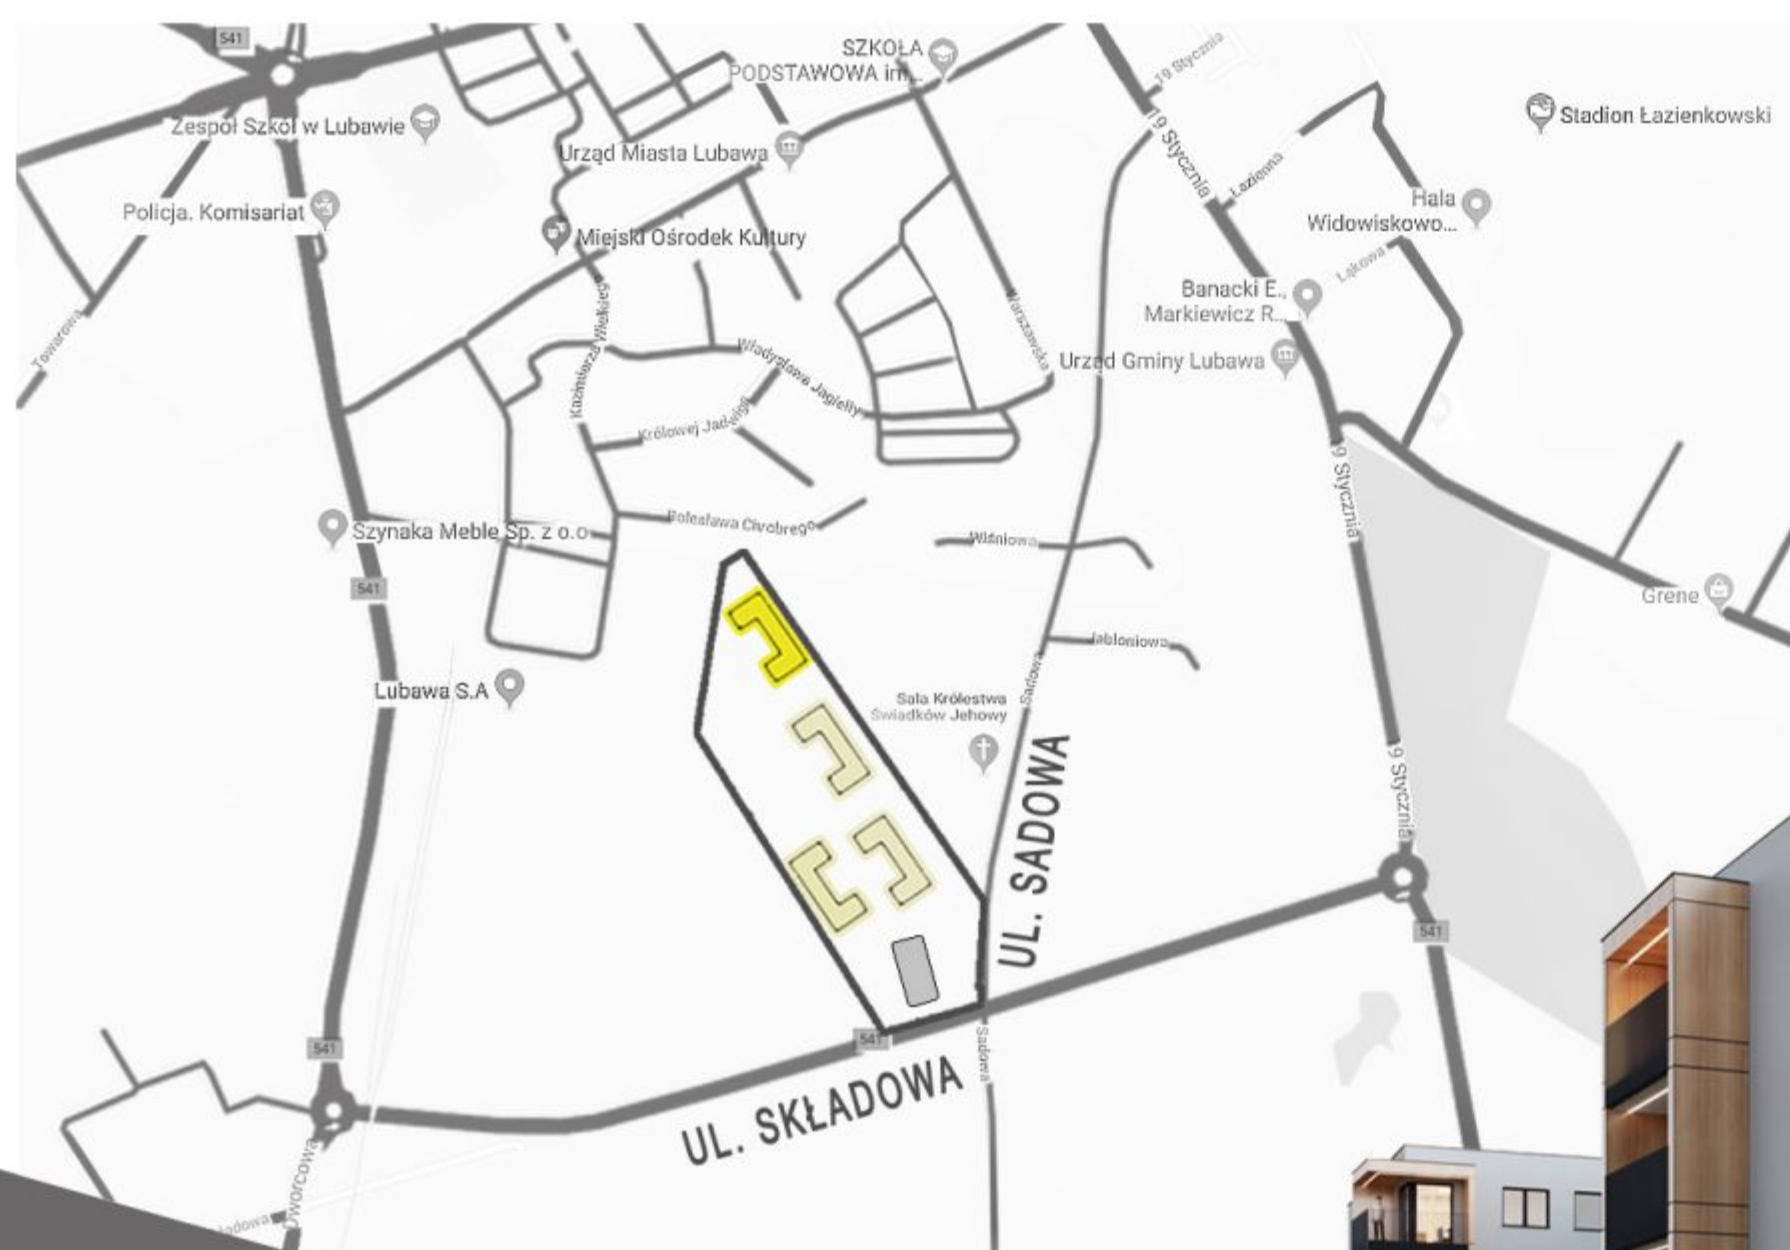 541
SZKOŁA
PODSTAWOWA im...
19 Stycznia
Zespół Szkół w Lubawie
Urząd Miasta Lubawa
19 Stycznia
Stadion Łazienkowski
Łazienna
Policja. Komisariat
Miejski Ośrodek Kultury
Hala
Widowiskowo...
Łąkowa
Banacki E.,
Markiewicz R...
Towarowa
Kazimierza Wielkiego
Władysława Jagiełły
Warszawska
Urząd Gminy Lubawa
Królowej Jadwigi
19 Stycznia
Szynaka Meble Sp. z o.o
Bolesława Chrobrego
Wiśniowa
541
Grene
Jabłoniowa
Lubawa S.A
Sala Królestwa
Świadków Jehowy
Sadowa
UL. SADOWA
19 Stycznia
541
541
541
Sadowa
UL. SKŁADOWA
Dworcowa